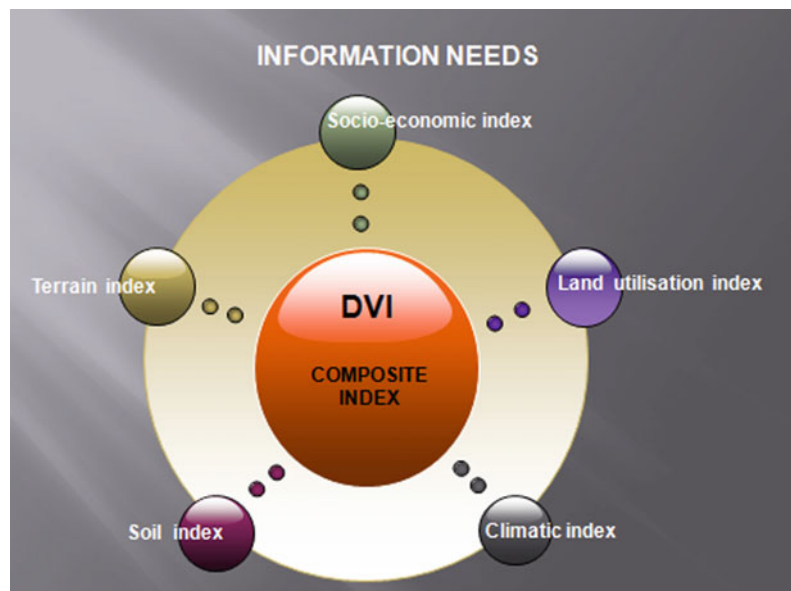 INFORMATION NEEDS
Socio-economic index
Terrain index
Land utilisation index
DVI
COMPOSITE
INDEX
Soil index
Climatic index